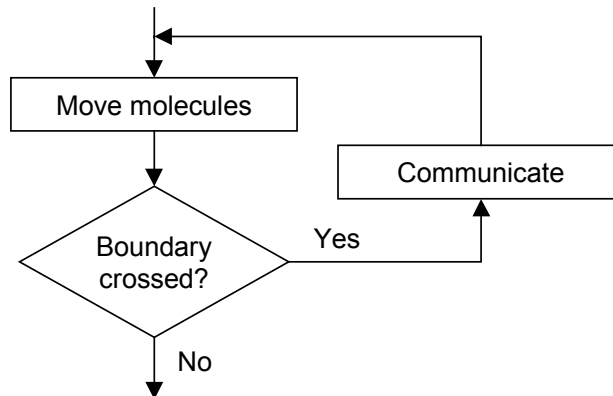 Move molecules
Communicate
Boundary
crossed?
Yes
No